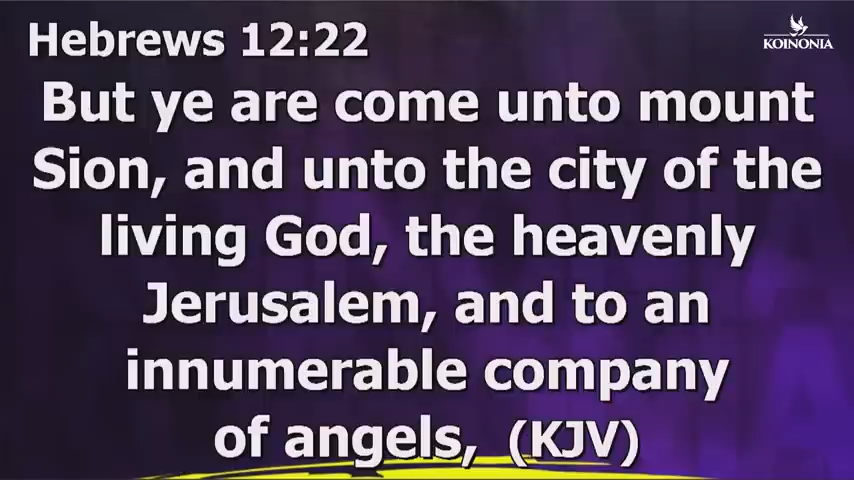 Hebrews 12:22
KOINONIA
But ye are come unto mount
Sion, and unto the city of the
living God, the heavenly
Jerusalem, and to an
innumerable company
of angels, (KJV)